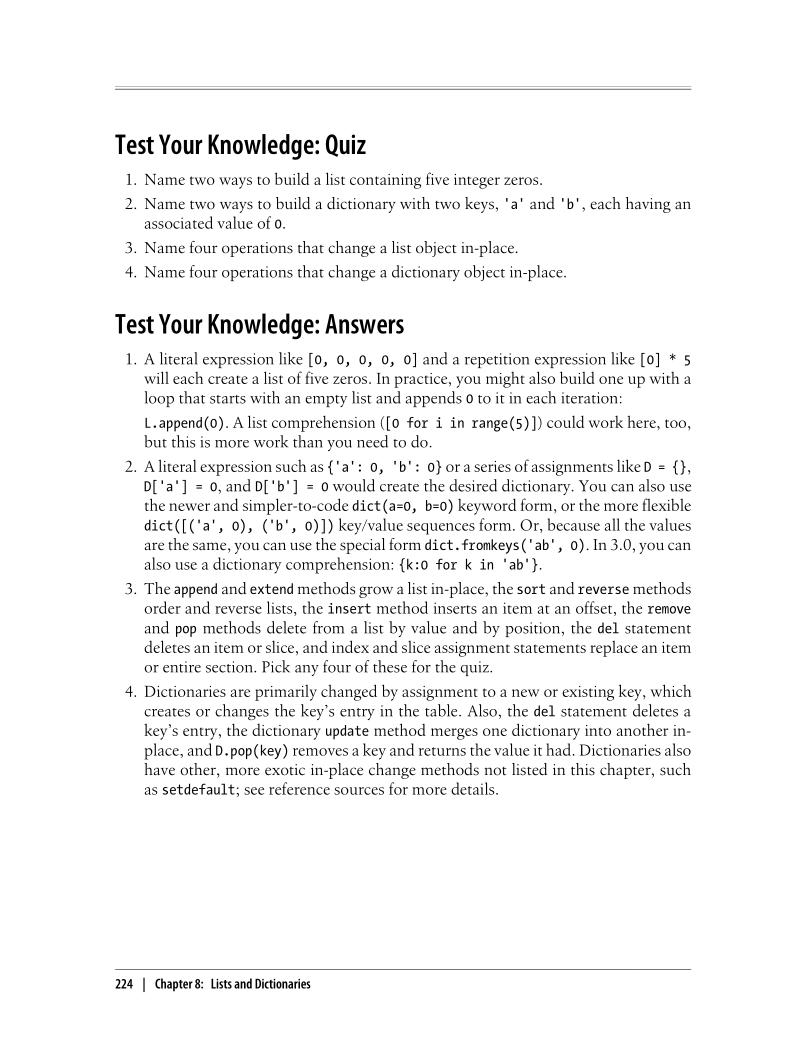 Test Your Knowledge: Quiz
1. Name two ways to build a list containing five integer zeros.
2. Name two ways to build a dictionary with two keys, 'a' and 'b', each having an
associated value of 0.
3. Name four operations that change a list object in-place.
4. Name four operations that change a dictionary object in-place.
Test Your Knowledge: Answers
1. A literal expression like [0, 0, 0, 0, 0] and a repetition expression like [0] * 5
will each create a list of five zeros. In practice, you might also build one up with a
loop that starts with an empty list and appends 0 to it in each iteration:
L.append(0). A list comprehension ([0 for i in range(5)]) could work here, too,
but this is more work than you need to do.
2. A literal expression such as {'a': 0, 'b': 0} or a series of assignments like D = {},
D['a'] = 0, and D['b'] = 0 would create the desired dictionary. You can also use
the newer and simpler-to-code dict(a=0, b=0) keyword form, or the more flexible
dict([('a', 0), ('b', 0)]) key/value sequences form. Or, because all the values
are the same, you can use the special form dict.fromkeys('ab', 0). In 3.0, you can
also use a dictionary comprehension: {k:0 for k in 'ab'}.
3. The append and extend methods grow a list in-place, the sort and reverse methods
order and reverse lists, the insert method inserts an item at an offset, the remove
and pop methods delete from a list by value and by position, the del statement
deletes an item or slice, and index and slice assignment statements replace an item
or entire section. Pick any four of these for the quiz.
4. Dictionaries are primarily changed by assignment to a new or existing key, which
creates or changes the key's entry in the table. Also, the del statement deletes a
key's entry, the dictionary update method merges one dictionary into another in-
place, and D.pop(key) removes a key and returns the value it had. Dictionaries also
have other, more exotic in-place change methods not listed in this chapter, such
as setdefault; see reference sources for more details.
224 | Chapter 8: Lists and Dictionaries